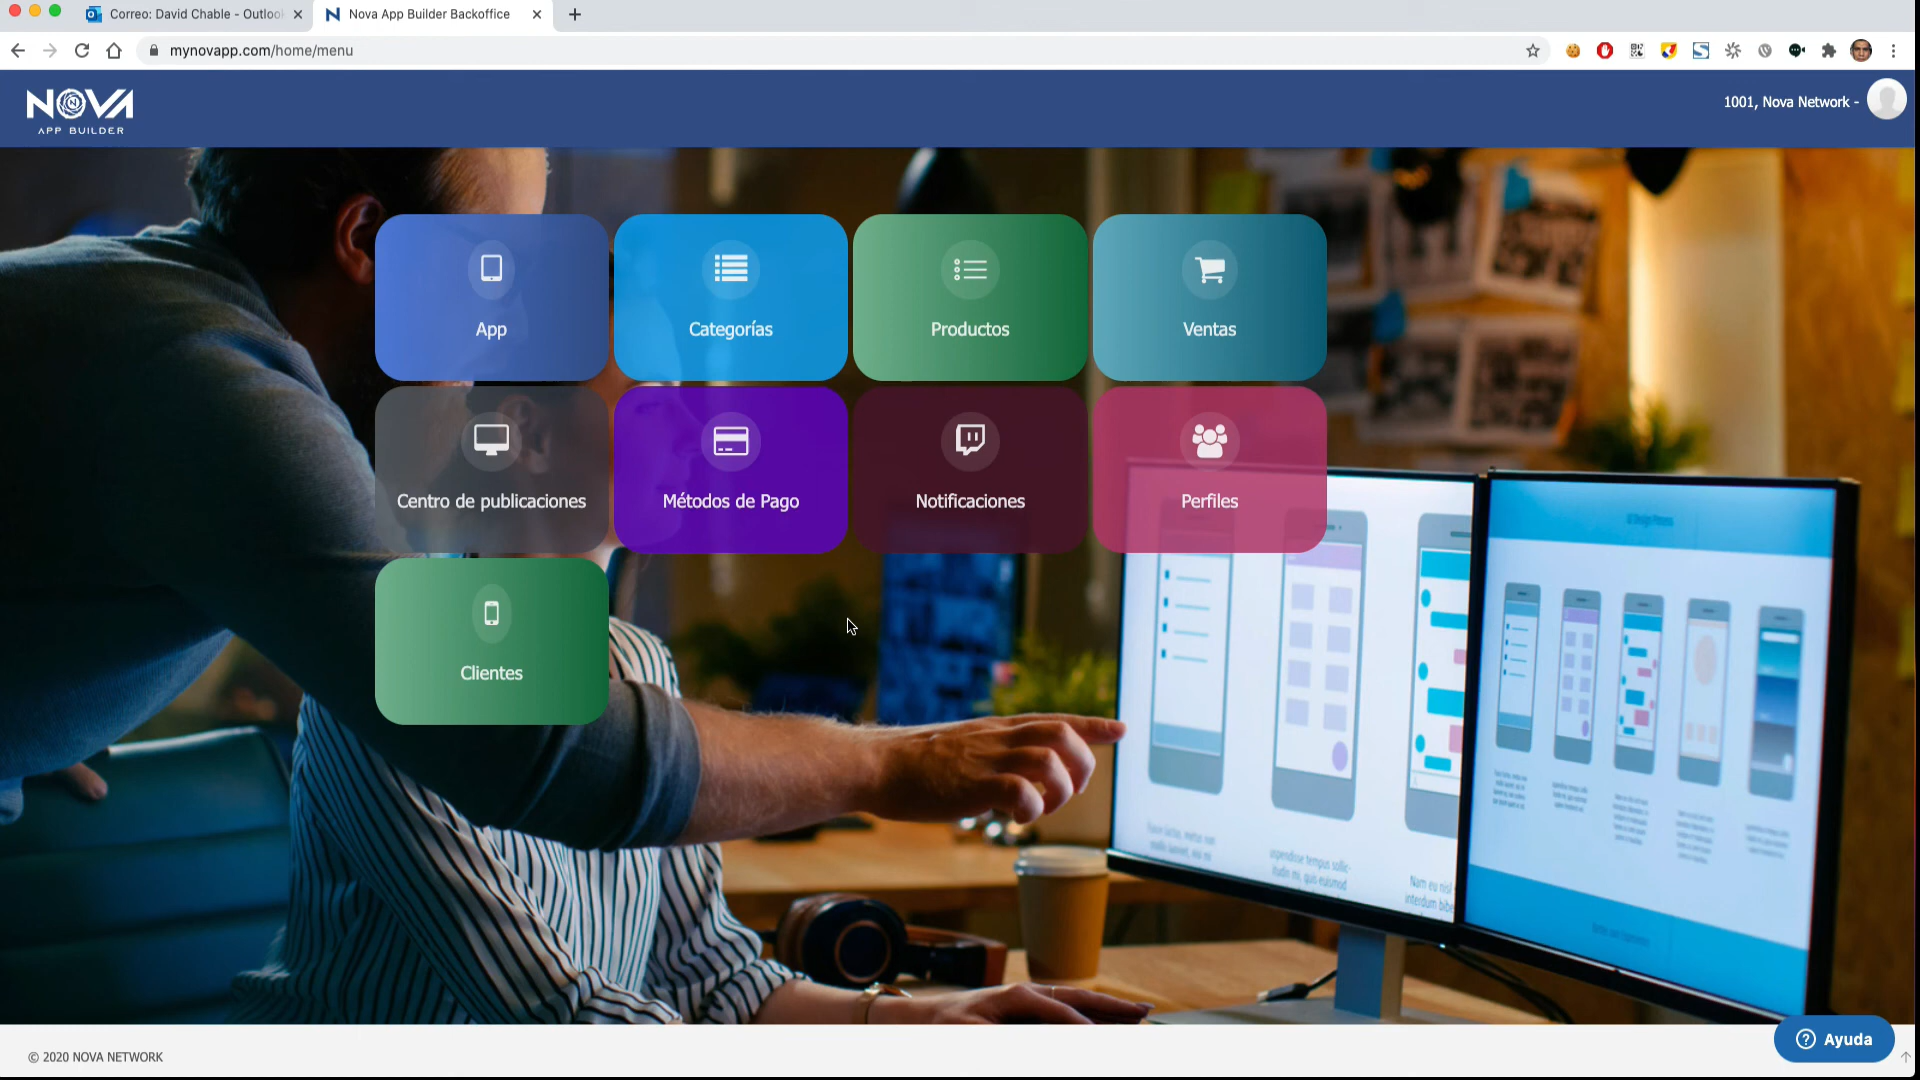 Correo: David Chable - Outloo
Nova App Builder Backoffice
mynovapp.com/home/menu
NOVA
APP BUILDER
1001, Nova Network -
App
Categorías
Productos
Ventas
Centro de publicaciones
Métodos de Pago
Notificaciones
Perfiles
Clientes
© 2020 NOVA NETWORK
Ayuda